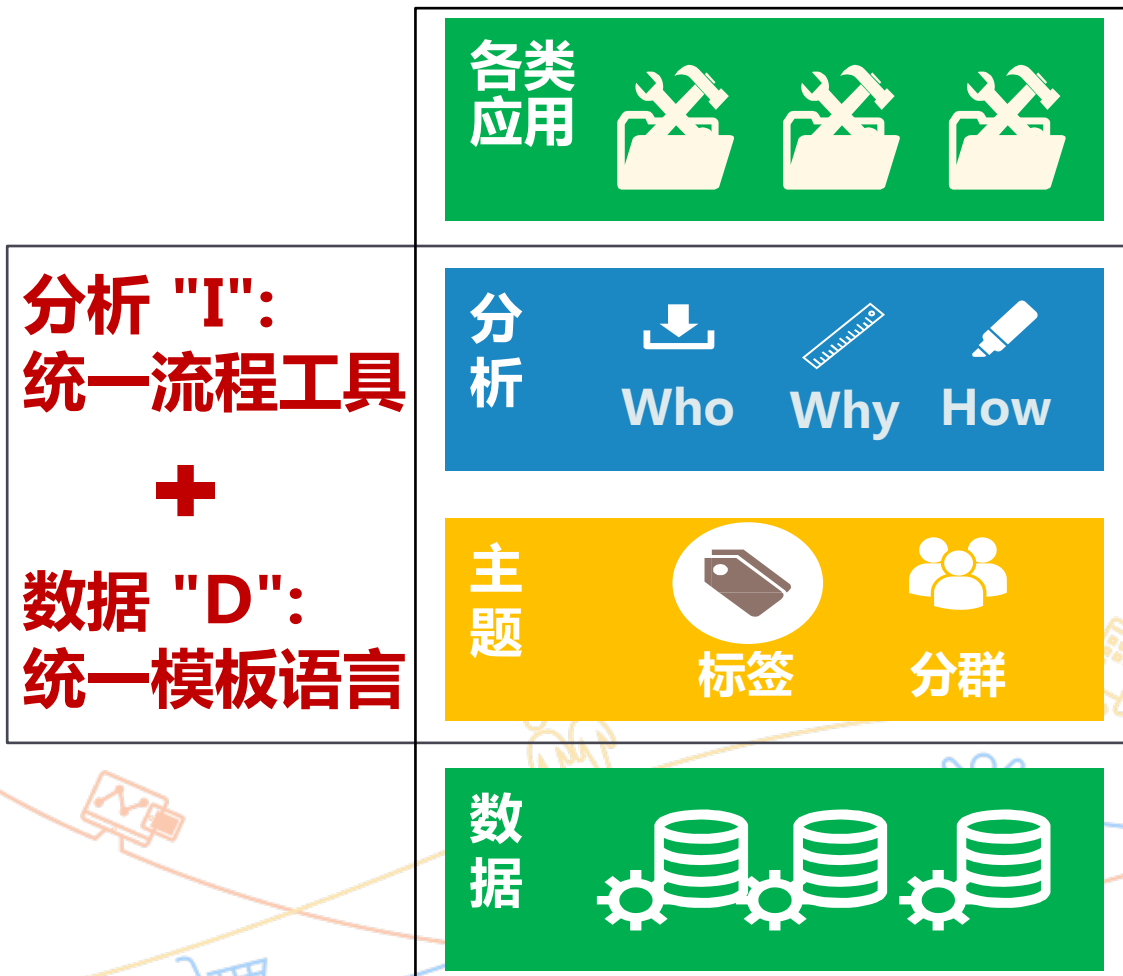 各类
应用
分析 "I":
统一流程工具
+
数据 "D":
统一模板语言
分
析
Who
Why
How
主
题
标签
分群
数
据